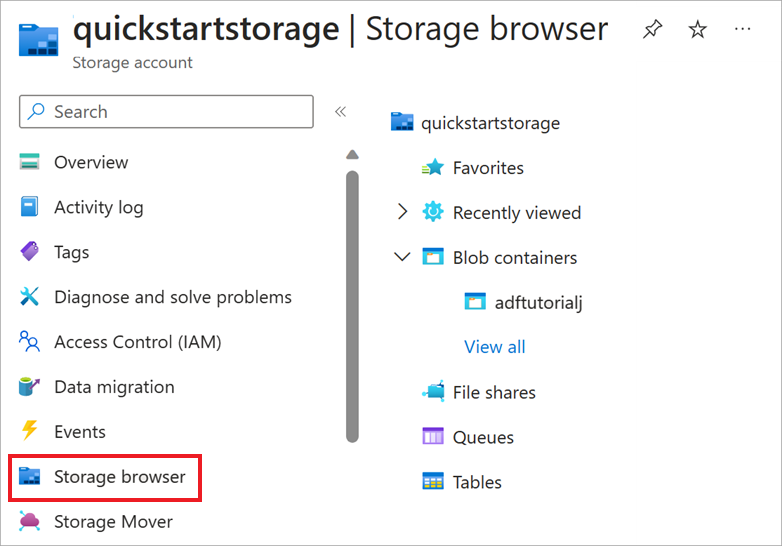 quickstartstorage | Storage browser
Storage account
Search
Overview
Activity log
Tags
Diagnose and solve problems
Access Control (IAM)
Data migration
Events
Storage browser
Storage Mover
quickstartstorage
Favorites
Recently viewed
Blob containers
adftutorialj
View all
File shares
Queues
Tables